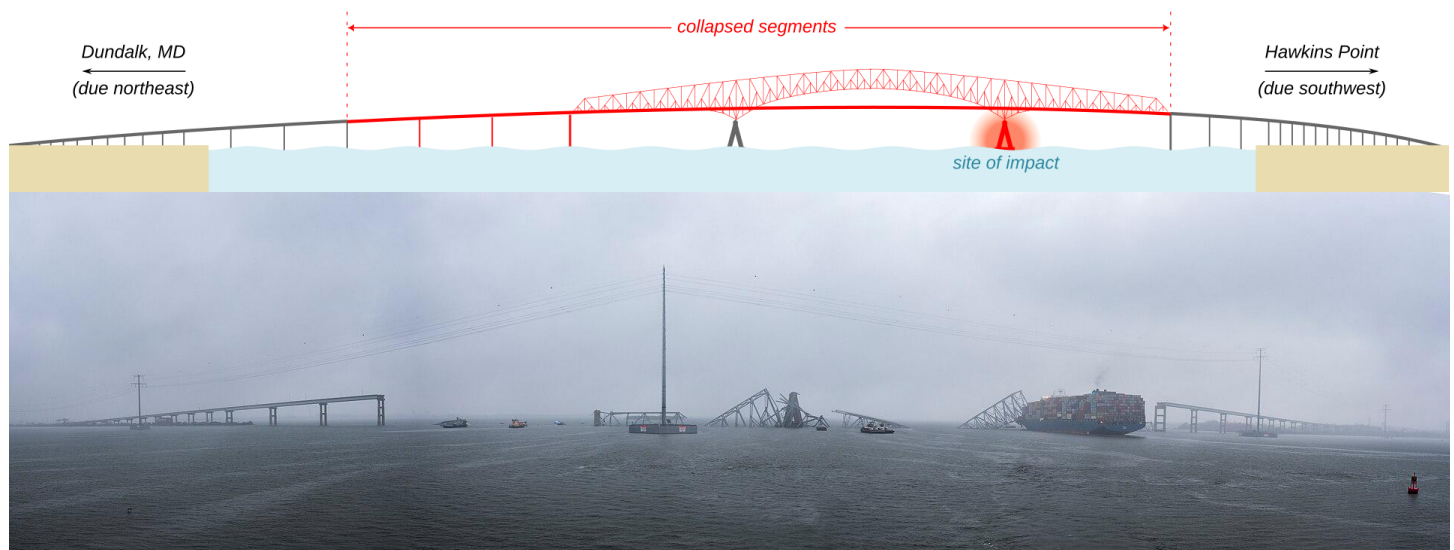 collapsed segments
Dundalk, MD
(due northeast)
Hawkins Point
(due southwest)
site of impact